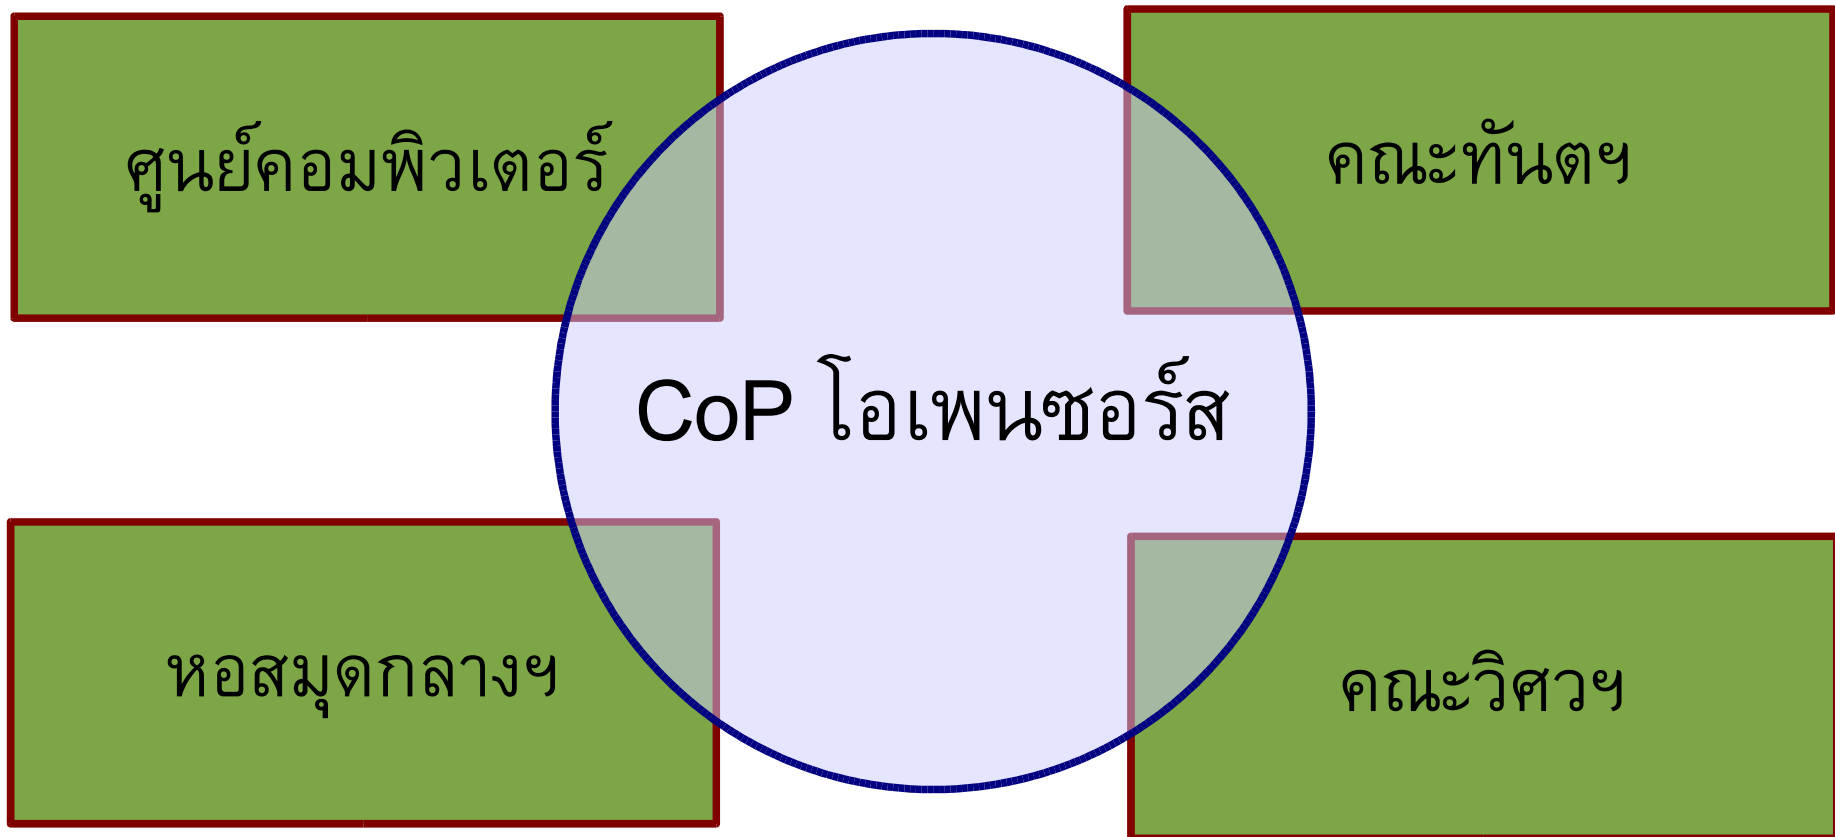 ศูนย์คอมพิวเตอร์
คณะทันตฯ
CoP โอเพนซอร์ส
หอสมุดกลางฯ
คณะวิศวฯ